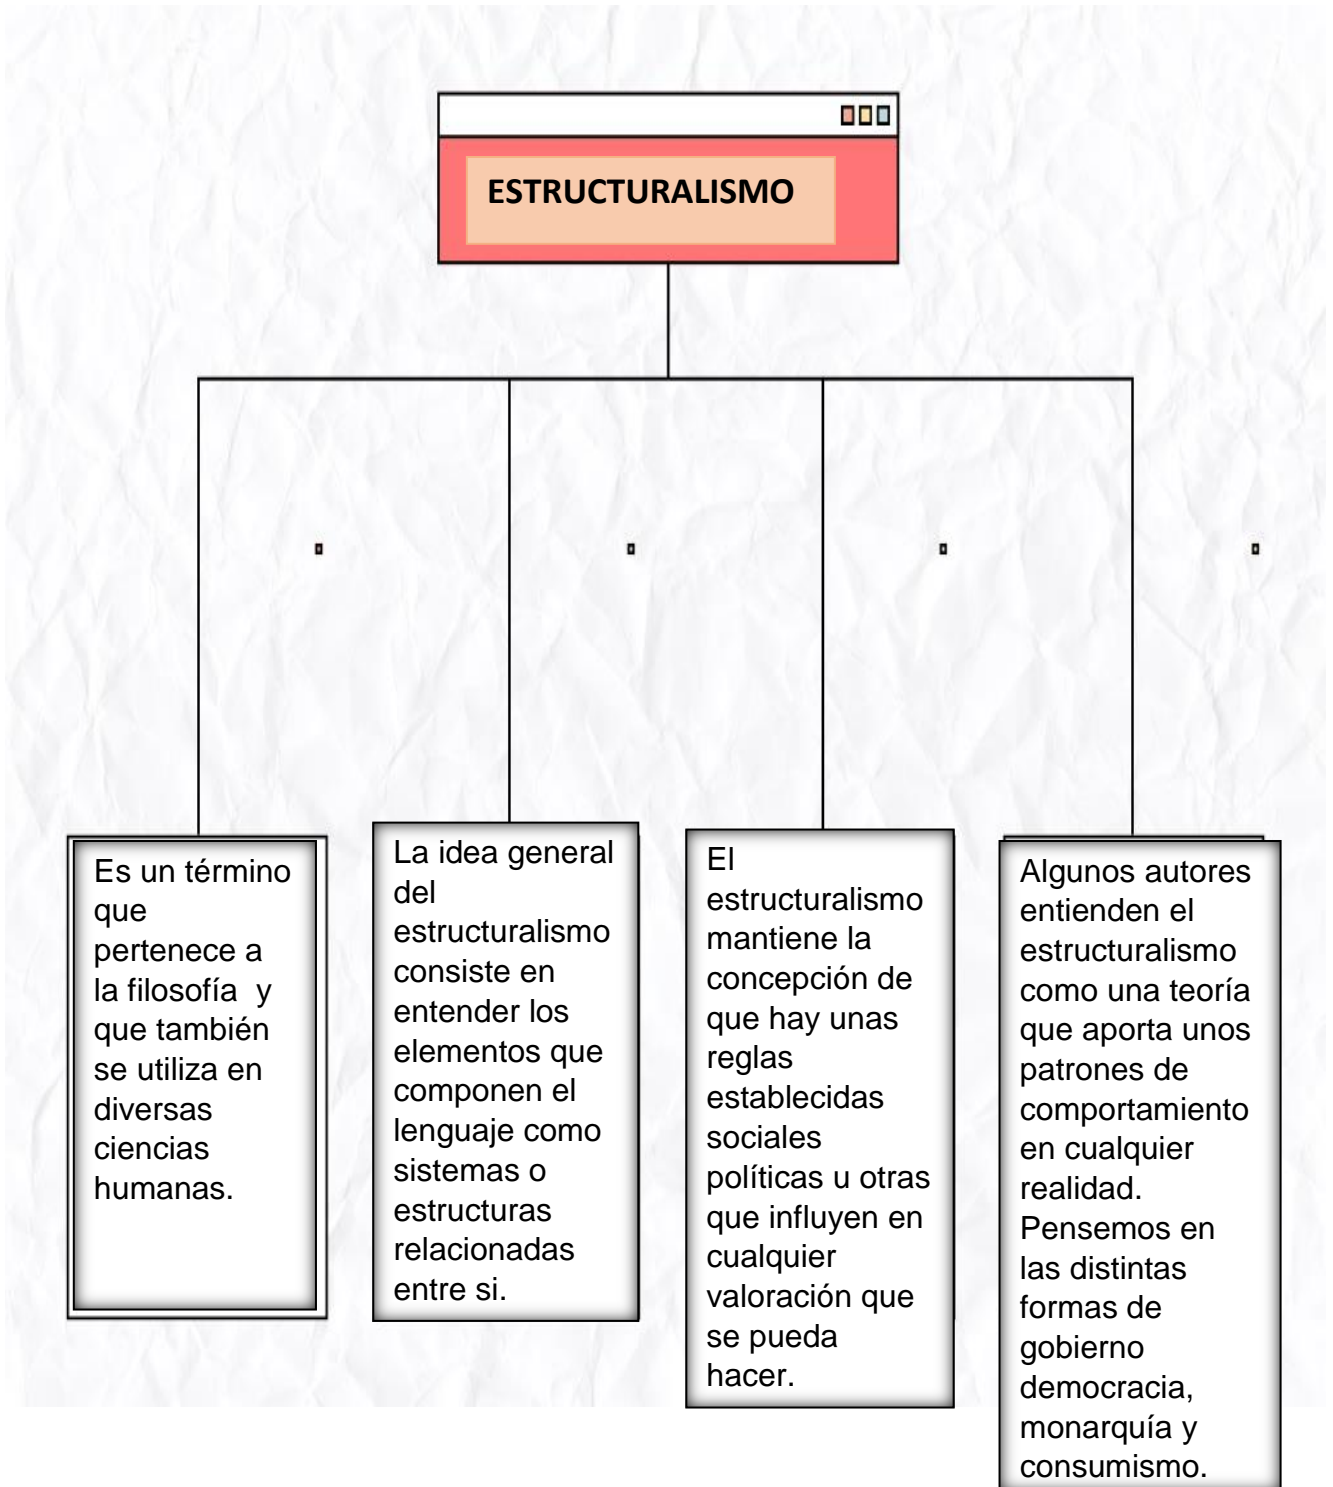 ESTRUCTURALISMO
Es un término
que
pertenece a
la filosofía  y
que también
se utiliza en
diversas
ciencias
humanas.
La idea general
del
estructuralismo
consiste en
entender los
elementos que
componen el
lenguaje como
sistemas o
estructuras
relacionadas
entre si.
El
estructuralismo
mantiene la
concepción de
que hay unas
reglas
establecidas
sociales
políticas u otras
que influyen en
cualquier
valoración que
se pueda
hacer.
Algunos autores
entienden el
estructuralismo
como una teoría
que aporta unos
patrones de
comportamiento
en cualquier
realidad.
Pensemos en
las distintas
formas de
gobierno
democracia,
monarquía y
consumismo.